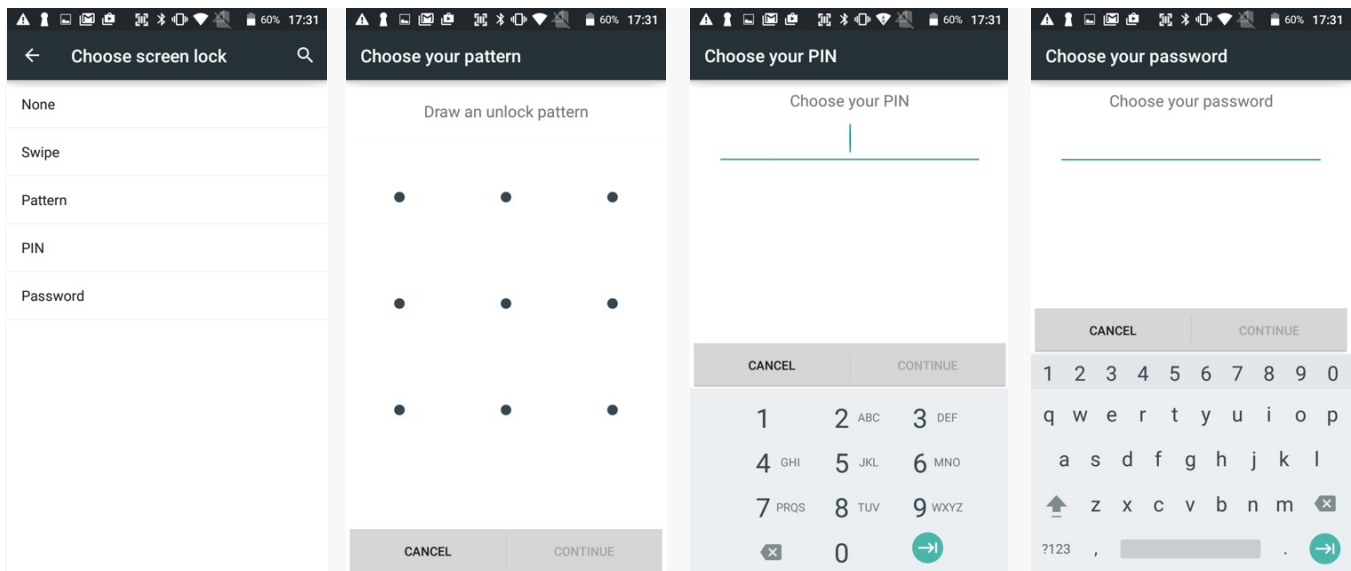 60% 17:31
Choose screen lock
None
Swipe
Pattern
PIN
Password
60% 17:31
Choose your pattern
Draw an unlock pattern
CANCEL CONTINUE
60% 17:31
Choose your PIN
Choose your PIN
CANCEL CONTINUE
1 2 ABC 3 DEF
4 GHI 5 JKL 6 MNO
7 PRQS 8 TUV 9 WXYZ
0
60% 17:31
Choose your password
Choose your password
CANCEL CONTINUE
1 2 3 4 5 6 7 8 9 0
q w e r t y u i o p
a s d f g h j k l
z x c v b n m
?123 , .